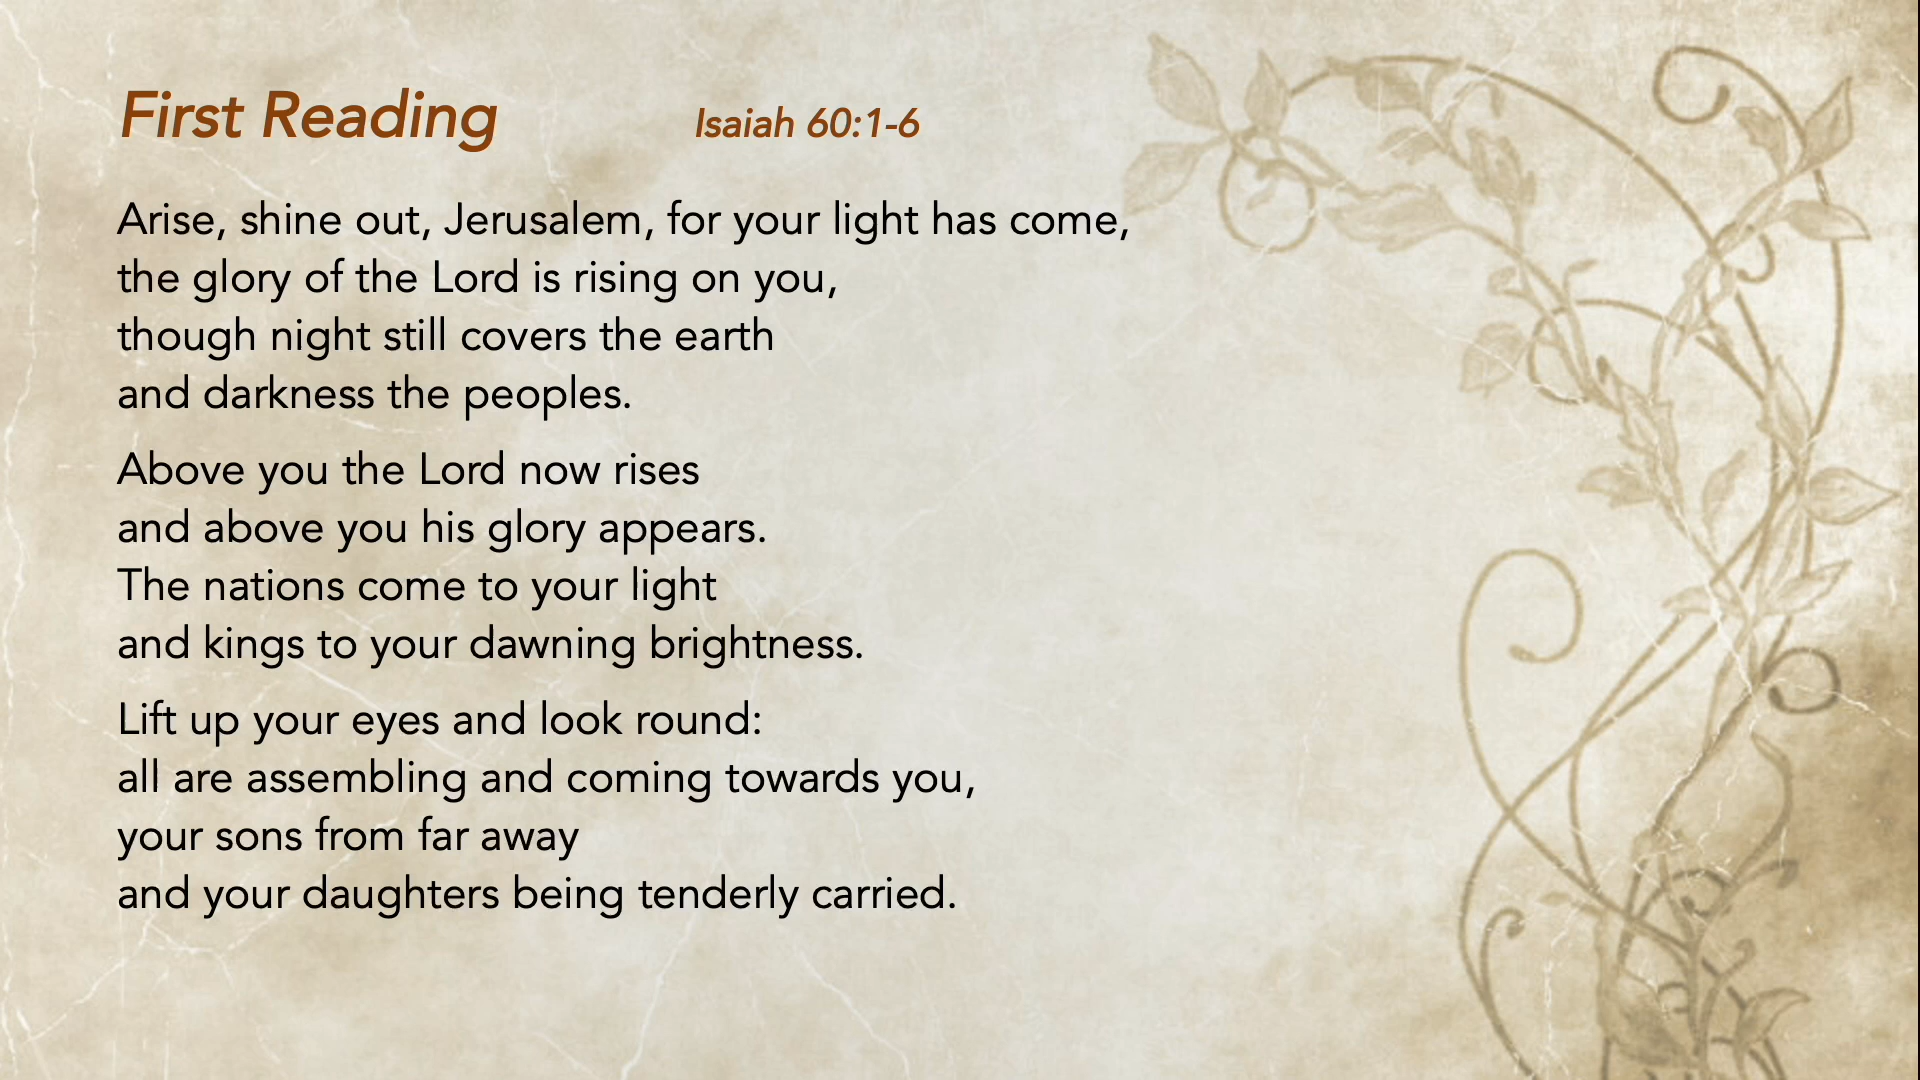 First Reading Isaiah 60:1-6
Arise, shine out, Jerusalem, for your light has come,
the glory of the Lord is rising on you,
though night still covers the earth
and darkness the peoples.
Above you the Lord now rises
and above you his glory appears.
The nations come to your light
and kings to your dawning brightness.
Lift up your eyes and look round:
all are assembling and coming towards you,
your sons from far away
and your daughters being tenderly carried.